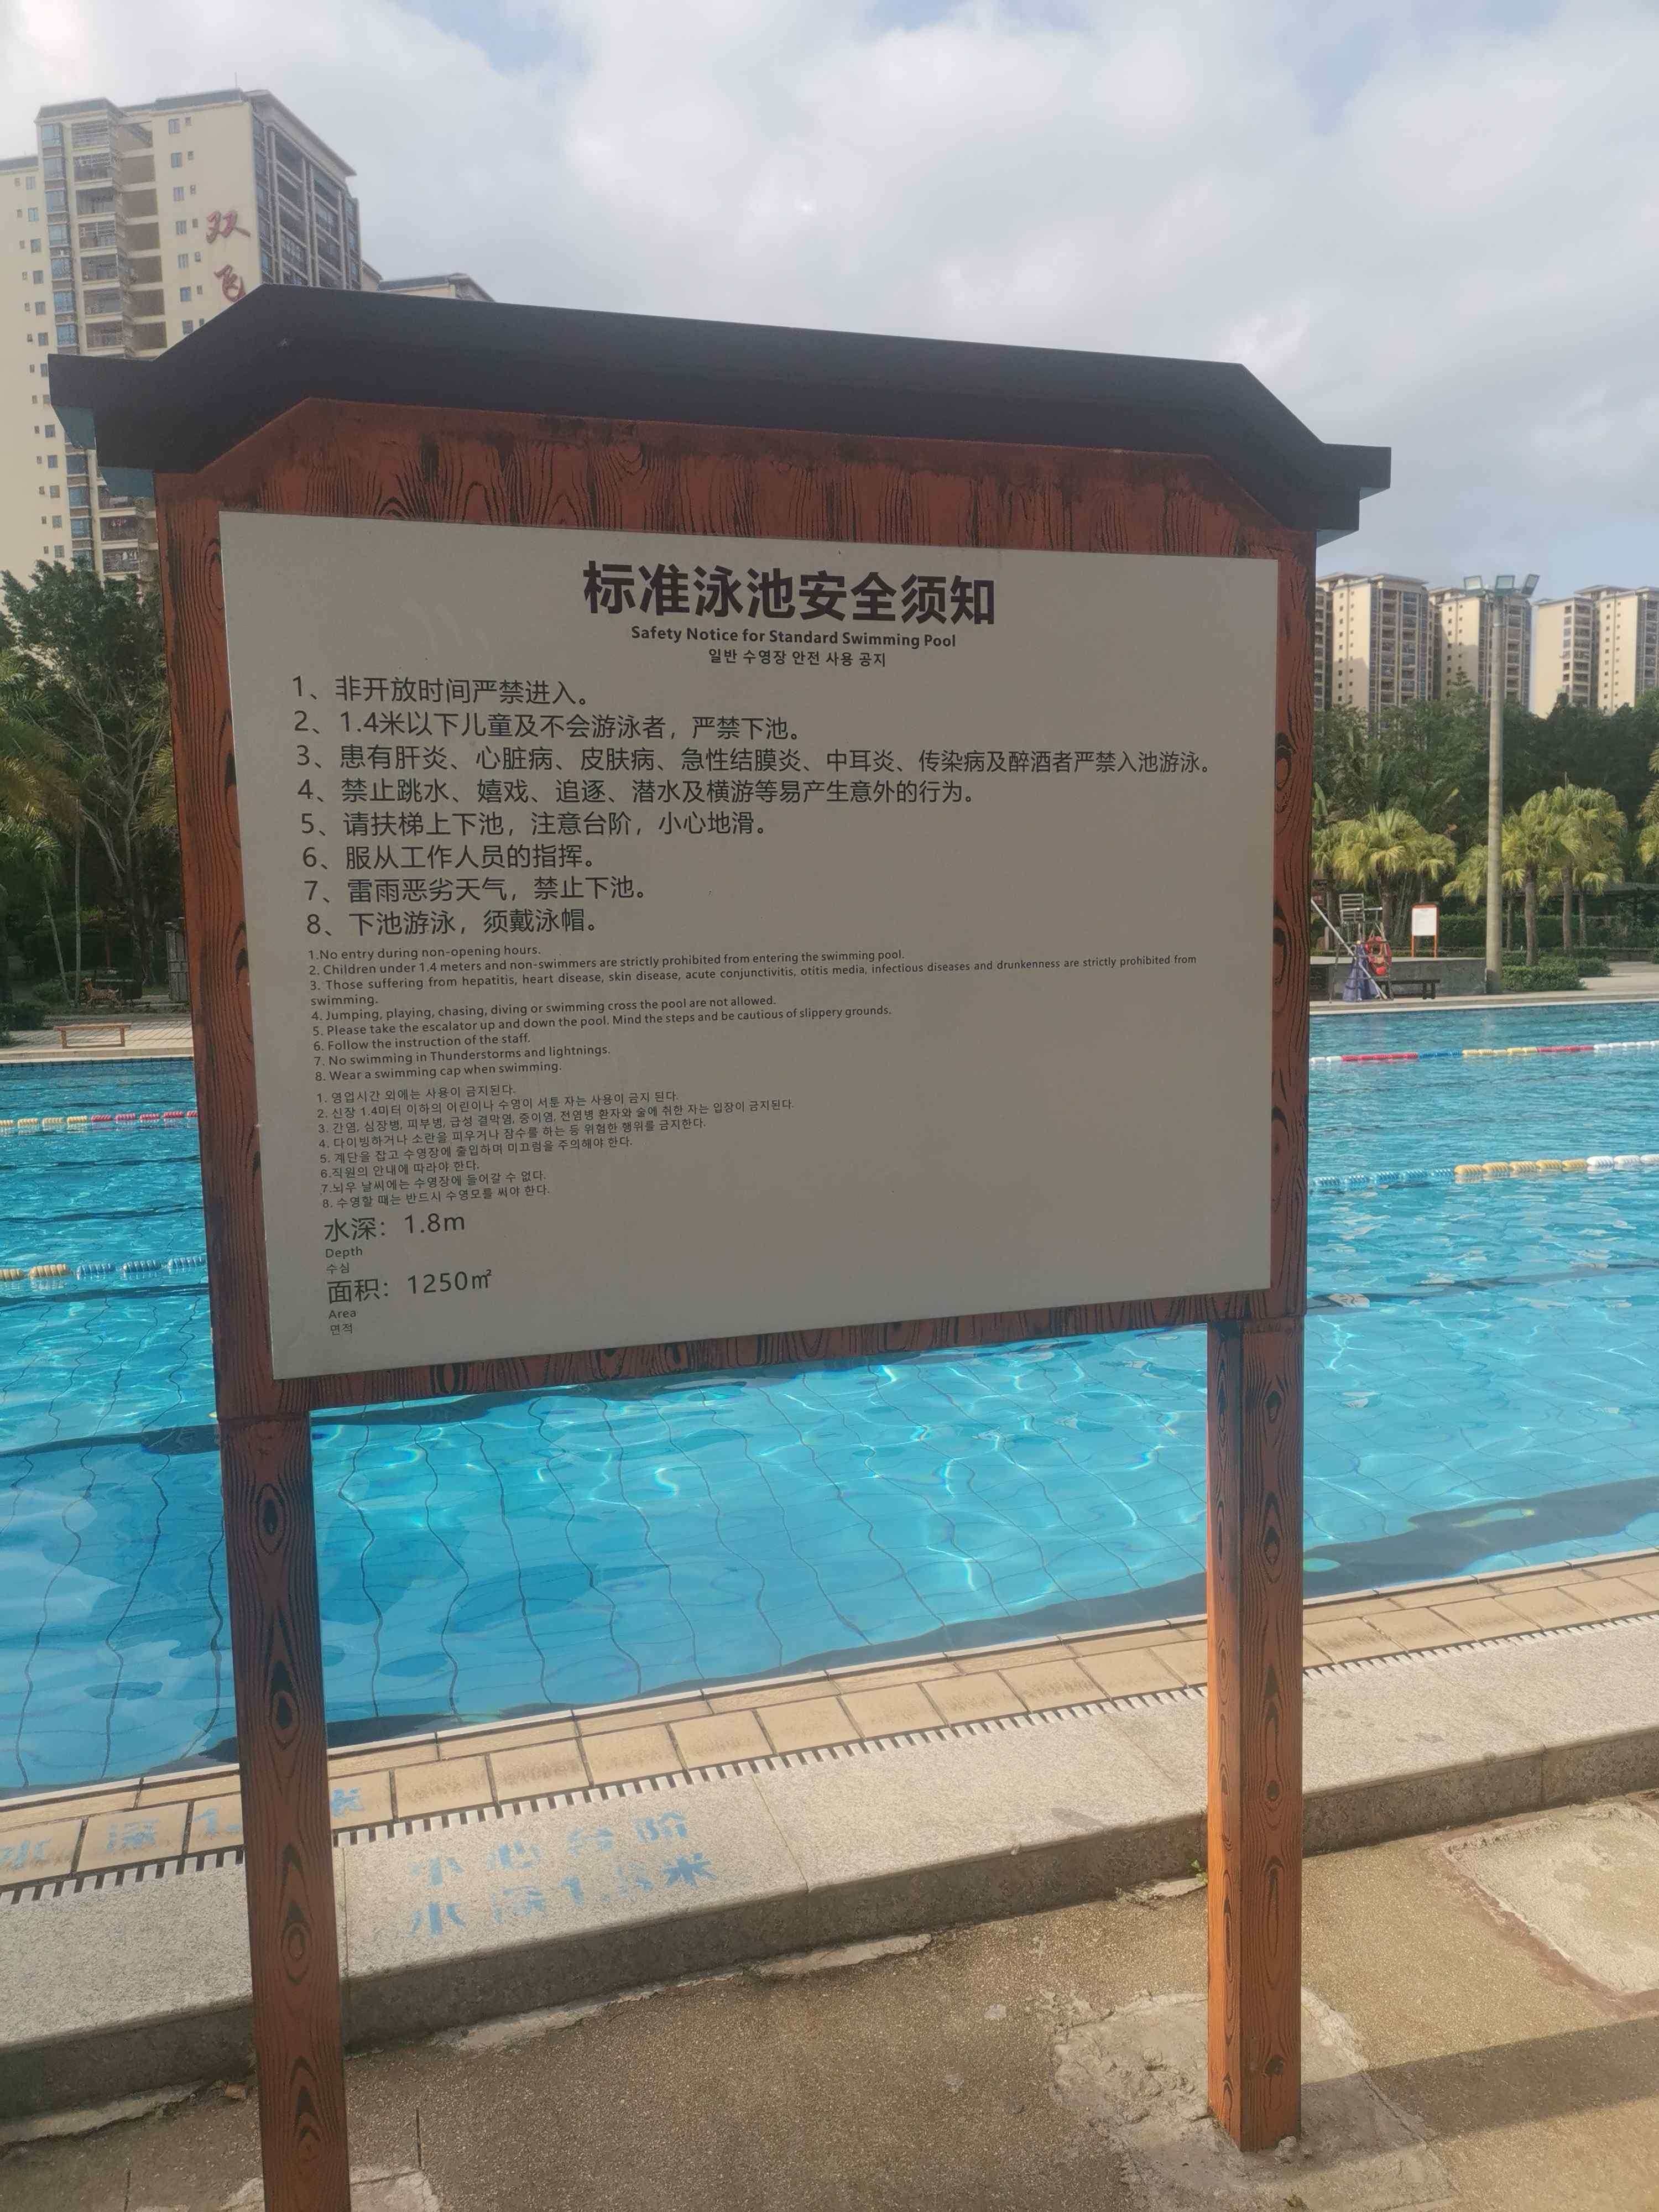 双
飞
标准泳池安全须知
Safety Notice for Standard Swimming Pool
일반 수영장 안전 사용 공지
1、非开放时间严禁进入。
2、1.4米以下儿童及不会游泳者，严禁下池。
3、患有肝炎、心脏病、皮肤病、急性结膜炎、中耳炎、传染病及醉酒者严禁入池游泳。
4、禁止跳水、嬉戏、追逐、潜水及横游等易产生意外的行为。
5、请扶梯上下池，注意台阶，小心地滑。
6、服从工作人员的指挥。
7、雷雨恶劣天气，禁止下池。
8、下池游泳，须戴泳帽。
1.No entry during non-opening hours.
2. Children under 1.4 meters and non-swimmers are strictly prohibited from entering the swimming pool.
3. Those suffering from hepatitis, heart disease, skin disease, acute conjunctivitis, otitis media, infectious diseases and drunkenness are strictly prohibited from
swimming.
4. Jumping, playing, chasing, diving or swimming cross the pool are not allowed.
5. Please take the escalator up and down the pool. Mind the steps and be cautious of slippery grounds.
6. Follow the instruction of the staff.
7. No swimming in Thunderstorms and lightnings.
8. Wear a swimming cap when swimming.
1. 영업시간 외에는 사용이 금지된다.
2. 신장 1.4미터 이하의 어린이나 수영이 서툰 자는 사용이 금지 된다.
3. 간염, 심장병, 피부병, 급성 결막염, 중이염, 전염병 환자와 술에 취한 자는 입장이 금지된다.
4. 다이빙하거나 소란을 피우거나 잠수를 하는 등 위험한 행위를 금지한다.
5. 계단을 잡고 수영장에 출입하며 미끄럼을 주의해야 한다.
6.직원의 안내에 따라야 한다.
7.뇌우 날씨에는 수영장에 들어갈 수 없다.
8. 수영할 때는 반드시 수영모를 써야 한다.
水深：1.8m
Depth
수심
面积：1250㎡
Area
면적
水 深 1. 米
小 心 台 阶
水 深 1.8 米